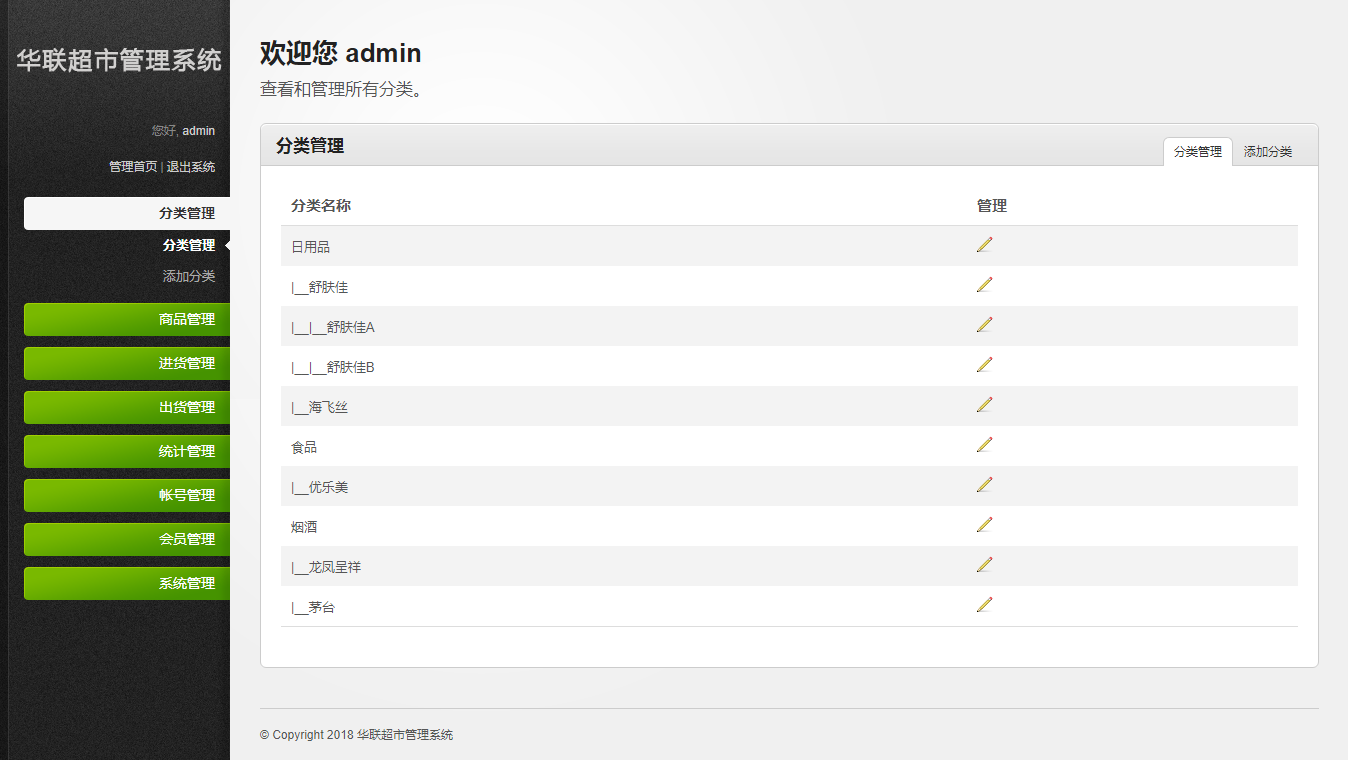 华联超市管理系统
您好, admin
管理首页 | 退出系统
分类管理
分类管理
添加分类
商品管理
进货管理
出货管理
统计管理
帐号管理
会员管理
系统管理
欢迎您 admin
查看和管理所有分类。
分类管理
分类管理 添加分类
分类名称 管理
日用品
|__舒肤佳
|__|__舒肤佳A
|__|__舒肤佳B
|__海飞丝
食品
|__优乐美
烟酒
|__龙凤呈祥
|__茅台
© Copyright 2018 华联超市管理系统